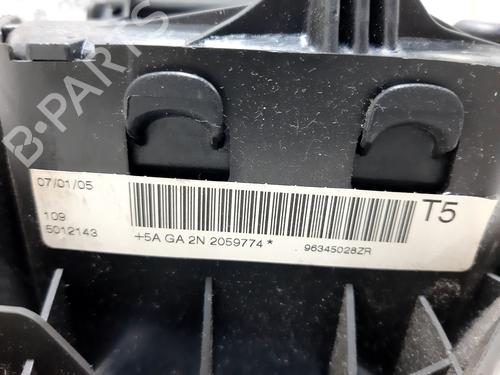 B-PARTS
07/01/05
T5
109
5012143
+5A GA 2N 2059774*
96345028ZR